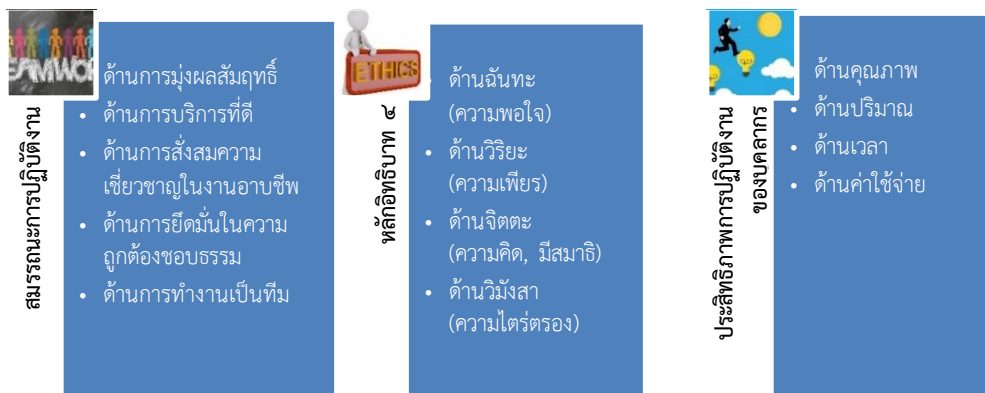 สมรรถนะการปฏิบัติงาน
ด้านการมุ่งผลสัมฤทธิ์
• ด้านการบริการที่ดี
• ด้านการสั่งสมความ
เชี่ยวชาญในงานอาชีพ
• ด้านการยึดมั่นในความ
ถูกต้องชอบธรรม
• ด้านการทำงานเป็นทีม
ETHICS
หลักอิทธิบาท ๔
• ด้านฉันทะ
(ความพอใจ)
• ด้านวิริยะ
(ความเพียร)
• ด้านจิตตะ
(ความคิด, มีสมาธิ)
• ด้านวิมังสา
(ความไตร่ตรอง)
ประสิทธิภาพการปฏิบัติงาน
ของบุคลากร
ด้านคุณภาพ
• ด้านปริมาณ
• ด้านเวลา
• ด้านค่าใช้จ่าย